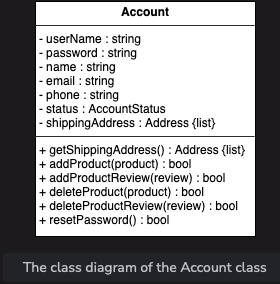 Account
- userName : string
- password : string
- name : string
- email : string
- phone : string
- status : AccountStatus
- shippingAddress : Address {list}
+ getShippingAddress() : Address {list}
+ addProduct(product) : bool
+ addProductReview(review) : bool
+ deleteProduct(product) : bool
+ deleteProductReview(review) : bool
+ resetPassword() : bool
The class diagram of the Account class